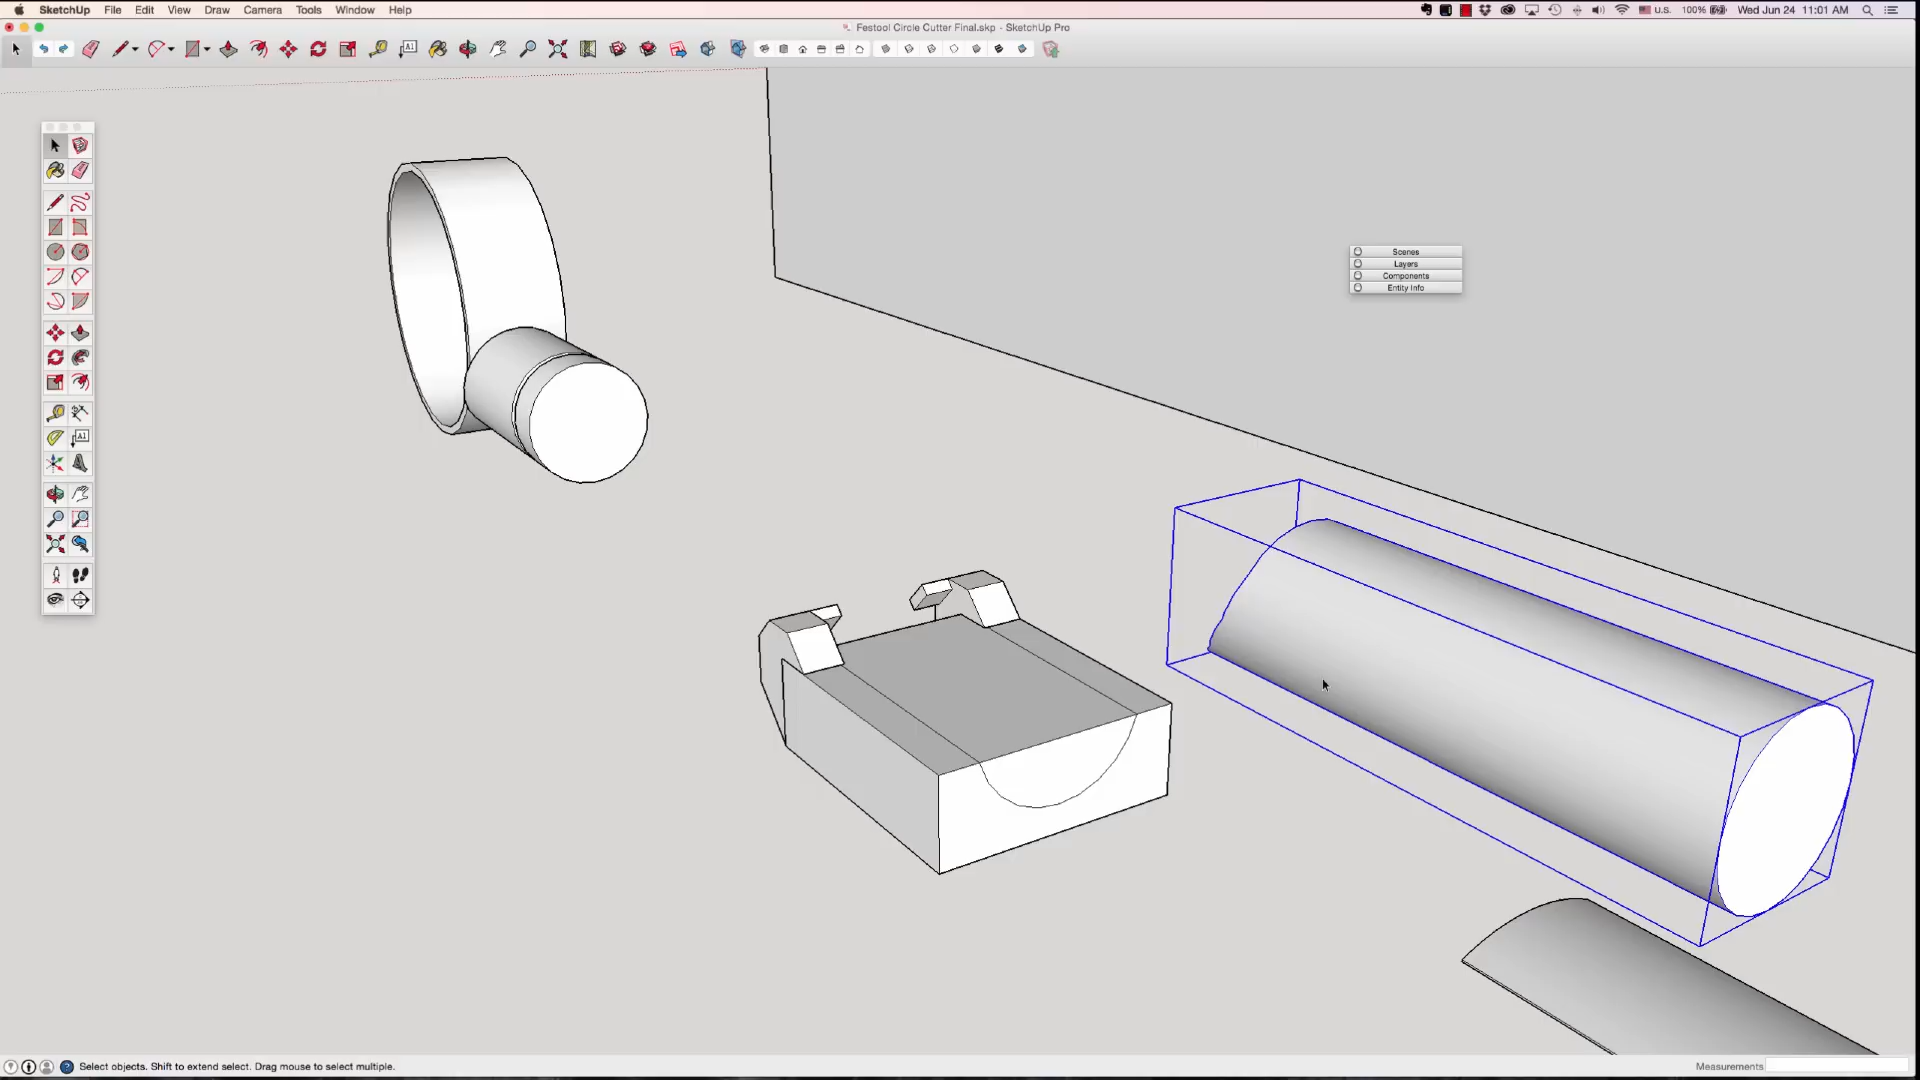 SketchUp File Edit View Draw Camera Tools Window Help U.S. 100% Wed Jun 24 11:01 AM
Festool Circle Cutter Final.skp - SketchUp Pro
A1
A1
Scenes
Layers
Components
Entity Info
Select objects. Shift to extend select. Drag mouse to select multiple. Measurements